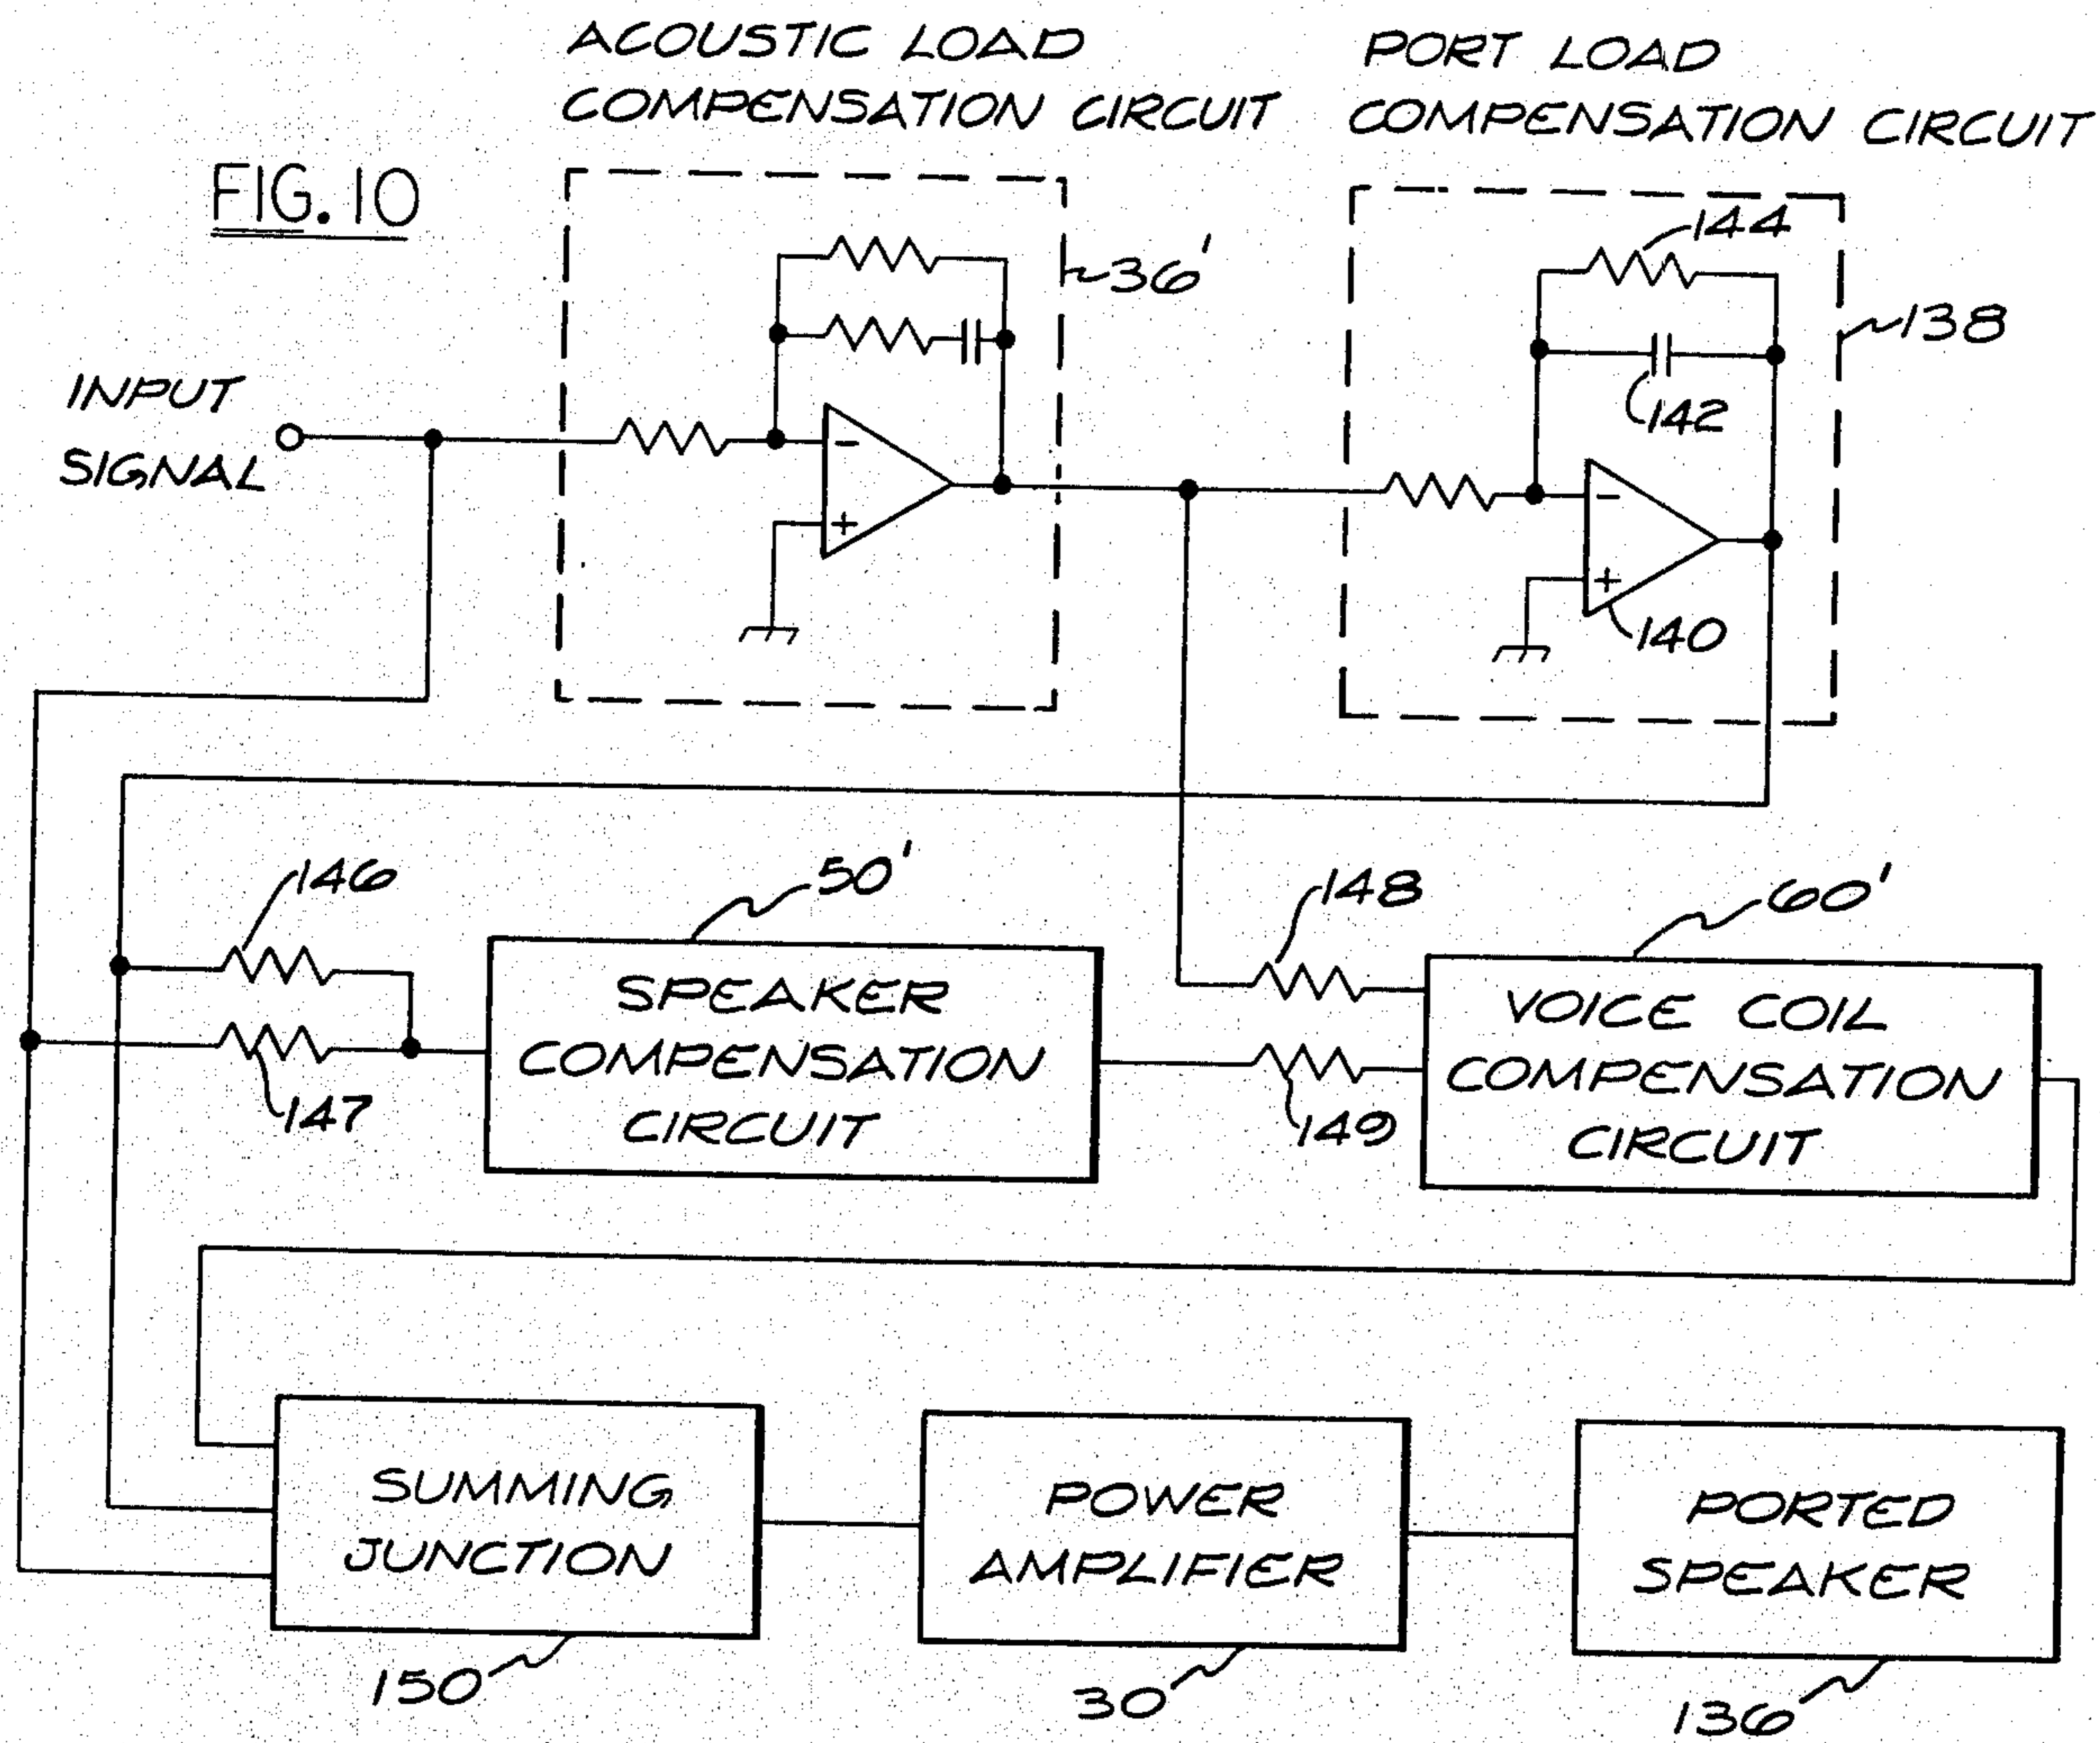 ACOUSTIC LOAD
COMPENSATION CIRCUIT
PORT LOAD
COMPENSATION CIRCUIT
FIG. 10
36'
144
138
142
INPUT
SIGNAL
-
+
-
+
140
146
50'
148
60'
SPEAKER
COMPENSATION
CIRCUIT
VOICE COIL
COMPENSATION
CIRCUIT
147
149
SUMMING
JUNCTION
POWER
AMPLIFIER
PORTED
SPEAKER
150
30
136